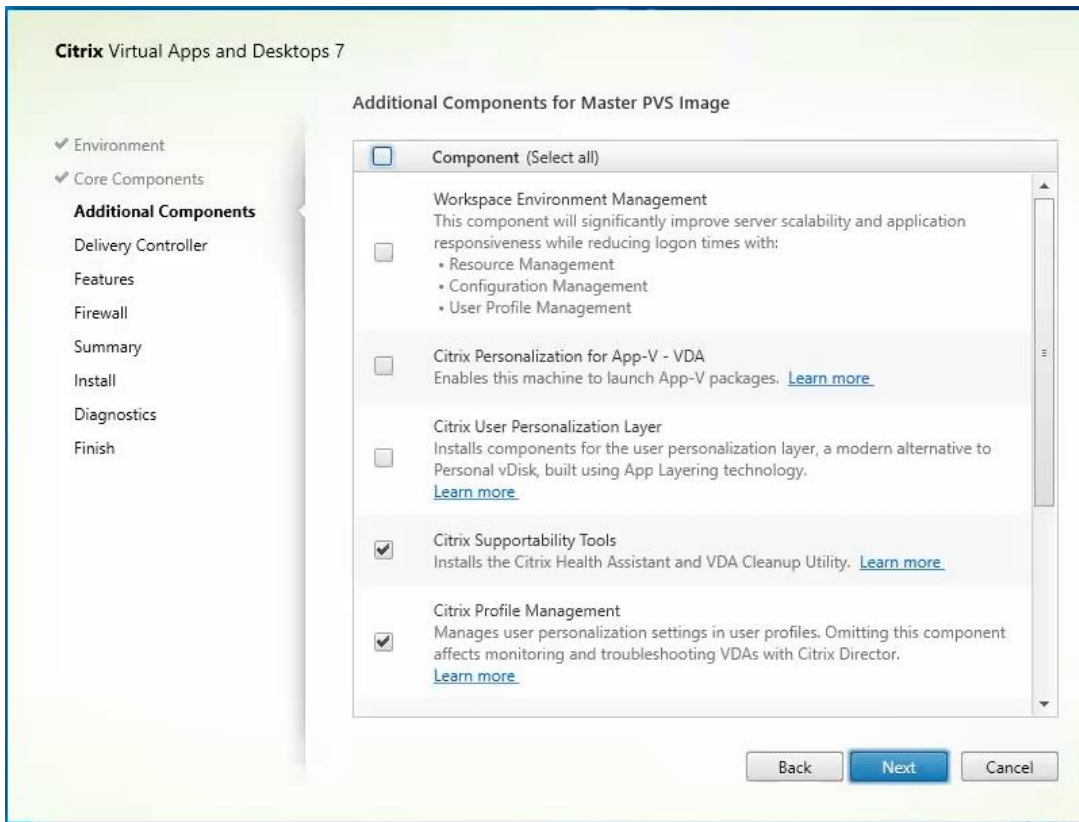 Citrix Virtual Apps and Desktops 7
Additional Components for Master PVS Image
Environment
Core Components
Additional Components
Delivery Controller
Features
Firewall
Summary
Install
Diagnostics
Finish
Component (Select all)
Workspace Environment Management
This component will significantly improve server scalability and application
responsiveness while reducing logon times with:
• Resource Management
• Configuration Management
• User Profile Management
Citrix Personalization for App-V - VDA
Enables this machine to launch App-V packages. Learn more
Citrix User Personalization Layer
Installs components for the user personalization layer, a modern alternative to
Personal vDisk, built using App Layering technology.
Learn more
Citrix Supportability Tools
Installs the Citrix Health Assistant and VDA Cleanup Utility. Learn more
Citrix Profile Management
Manages user personalization settings in user profiles. Omitting this component
affects monitoring and troubleshooting VDAs with Citrix Director.
Learn more
Back Next Cancel